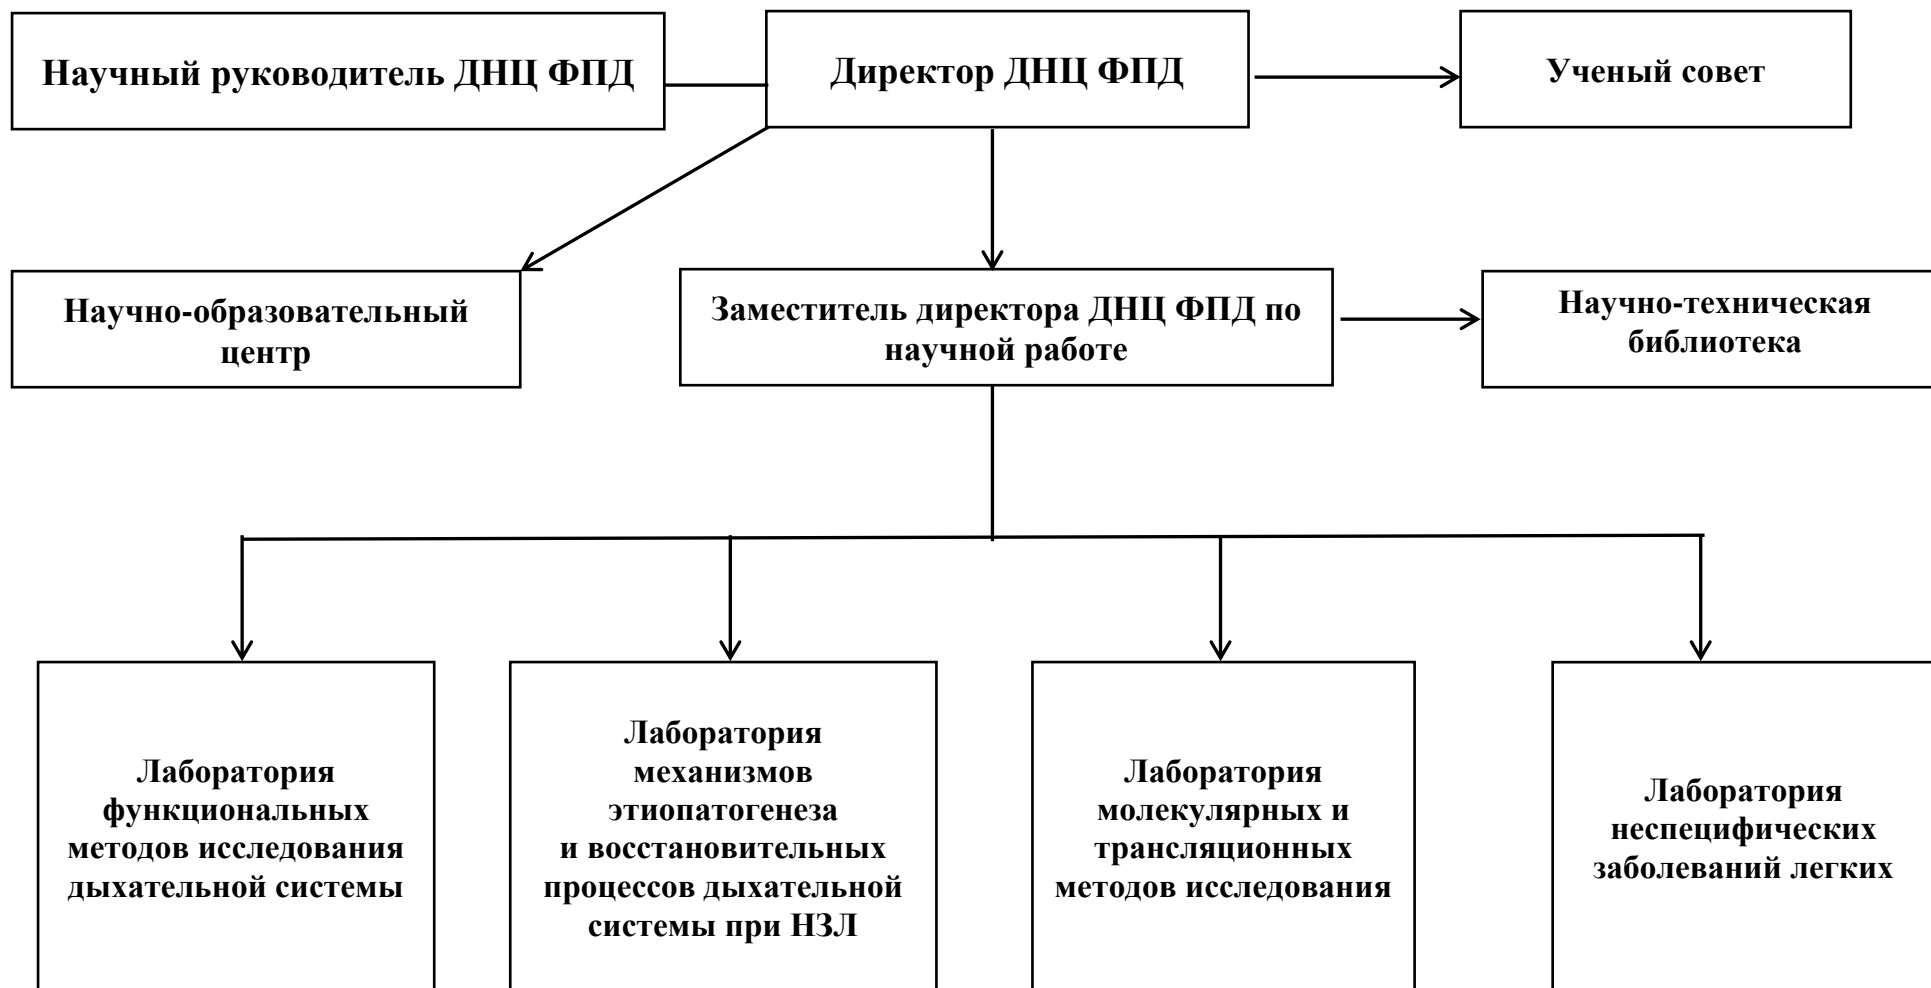 Научный руководитель ДНЦ ФПД
Директор ДНЦ ФПД
Ученый совет
Научно-образовательный
центр
Заместитель директора ДНЦ ФПД по
научной работе
Научно-техническая
библиотека
Лаборатория
функциональных
методов исследования
дыхательной системы
Лаборатория
механизмов
этиопатогенеза
и восстановительных
процессов дыхательной
системы при НЗЛ
Лаборатория
молекулярных и
трансляционных
методов исследования
Лаборатория
неспецифических
заболеваний легких